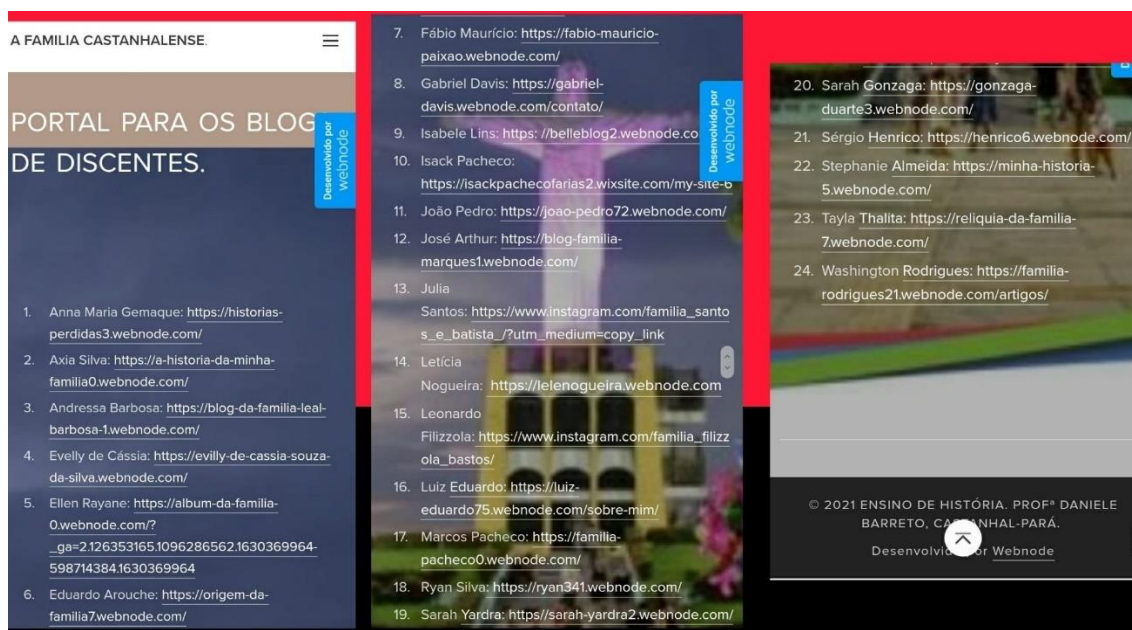 A FAMILIA CASTANHALENSE.
PORTAL PARA OS BLOG
DE DISCENTES.
Desenvolvido por
webnode
1. Anna Maria Gemaque: https://historias-
perdidas3.webnode.com/
2. Axia Silva: https://a-historia-da-minha-
familia0.webnode.com/
3. Andressa Barbosa: https://blog-da-familia-leal-
barbosa-1.webnode.com/
4. Evelly de Cássia: https://evilly-de-cassia-souza-
da-silva.webnode.com/
5. Ellen Rayane: https://album-da-familia-
0.webnode.com/?
_ga=2.126353165.1096286562.1630369964-
598714384.1630369964
6. Eduardo Arouche: https://origem-da-
familia7.webnode.com/
7. Fábio Maurício: https://fabio-mauricio-
paixao.webnode.com/
8. Gabriel Davis: https://gabriel-
davis.webnode.com/contato/
Desenvolvido por
webnode
9. Isabele Lins: https: //belleblog2.webnode.co
10. Isack Pacheco:
https://isackpachecofarias2.wixsite.com/my-site-6
11. João Pedro: https://joao-pedro72.webnode.com/
12. José Arthur: https://blog-familia-
marques1.webnode.com/
13. Julia
Santos: https://www.instagram.com/familia_santo
s_e_batista_/?utm_medium=copy_link
14. Letícia
Nogueira: https://lelenogueira.webnode.com
15. Leonardo
Filizzola: https://www.instagram.com/familia_filizz
ola_bastos/
16. Luiz Eduardo: https://luiz-
eduardo75.webnode.com/sobre-mim/
17. Marcos Pacheco: https://familia-
pacheco0.webnode.com/
18. Ryan Silva: https://ryan341.webnode.com/
19. Sarah Yardra: https//sarah-yardra2.webnode.com/
20. Sarah Gonzaga: https://gonzaga-
duarte3.webnode.com/
21. Sérgio Henrico: https://henrico6.webnode.com/
22. Stephanie Almeida: https://minha-historia-
5.webnode.com/
23. Tayla Thalita: https://reliquia-da-familia-
7.webnode.com/
24. Washington Rodrigues: https://familia-
rodrigues21.webnode.com/artigos/
© 2021 ENSINO DE HISTÓRIA. PROFª DANIELE
BARRETO, CASTANHAL-PARÁ.
Desenvolvido por Webnode